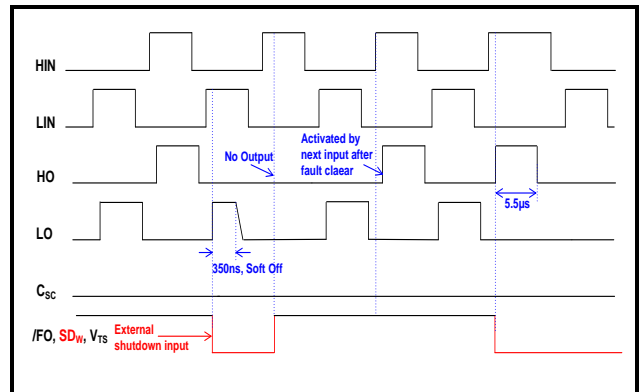 HIN
LIN
No Output
Activated by
next input after
fault claear
HO
5.5µs
LO
350ns, Soft Off
CSC
/FO, SDW, VTS
External
shutdown input